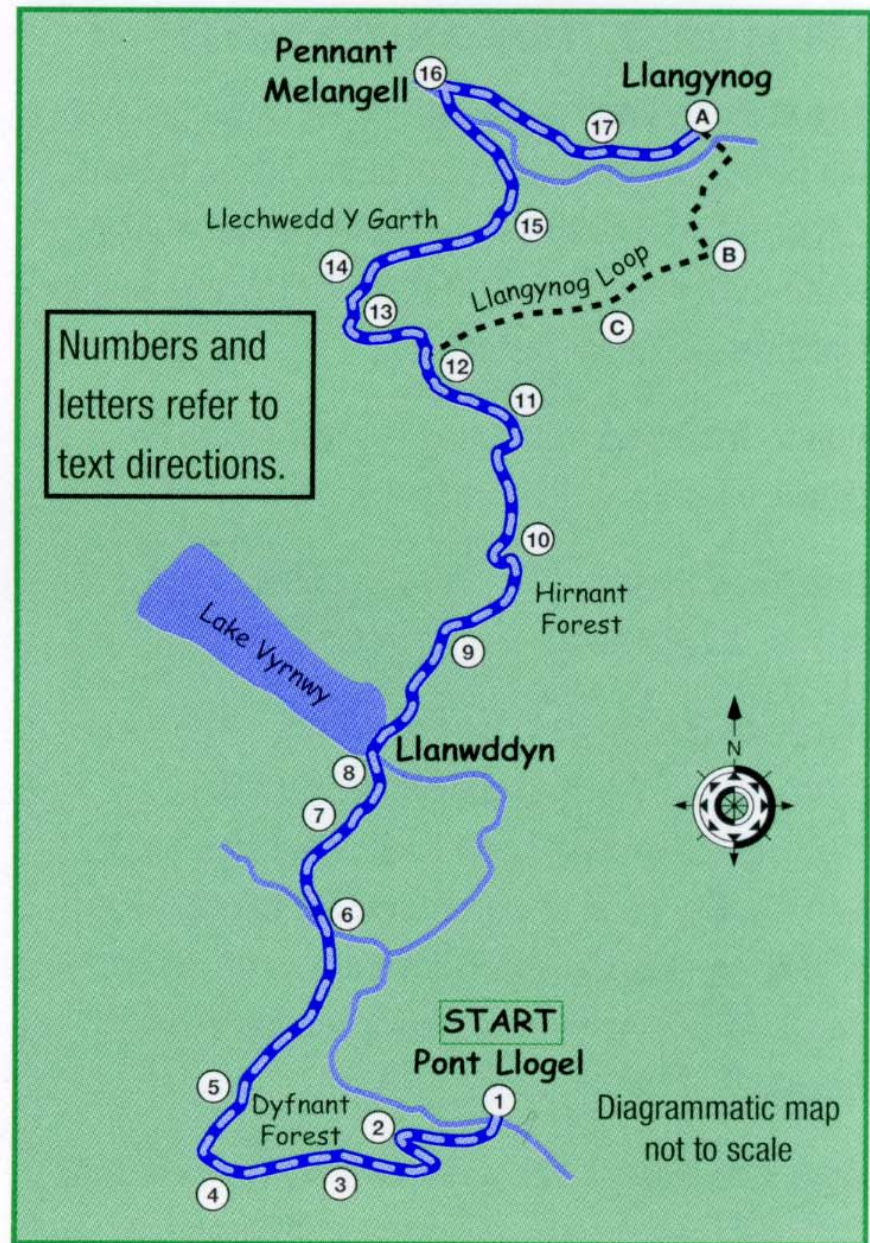 Pennant
Melangell
16
Llangynog
A
17
15
Llechwedd Y Garth
14
B
Llangynog Loop
C
13
12
Numbers and
letters refer to
text directions.
11
10
Hirnant
Forest
9
Lake Vyrnwy
Llanwddyn
8
N
7
6
START
Pont Llogel
1
5
Dyfnant
Forest
2
Diagrammatic map
not to scale
3
4